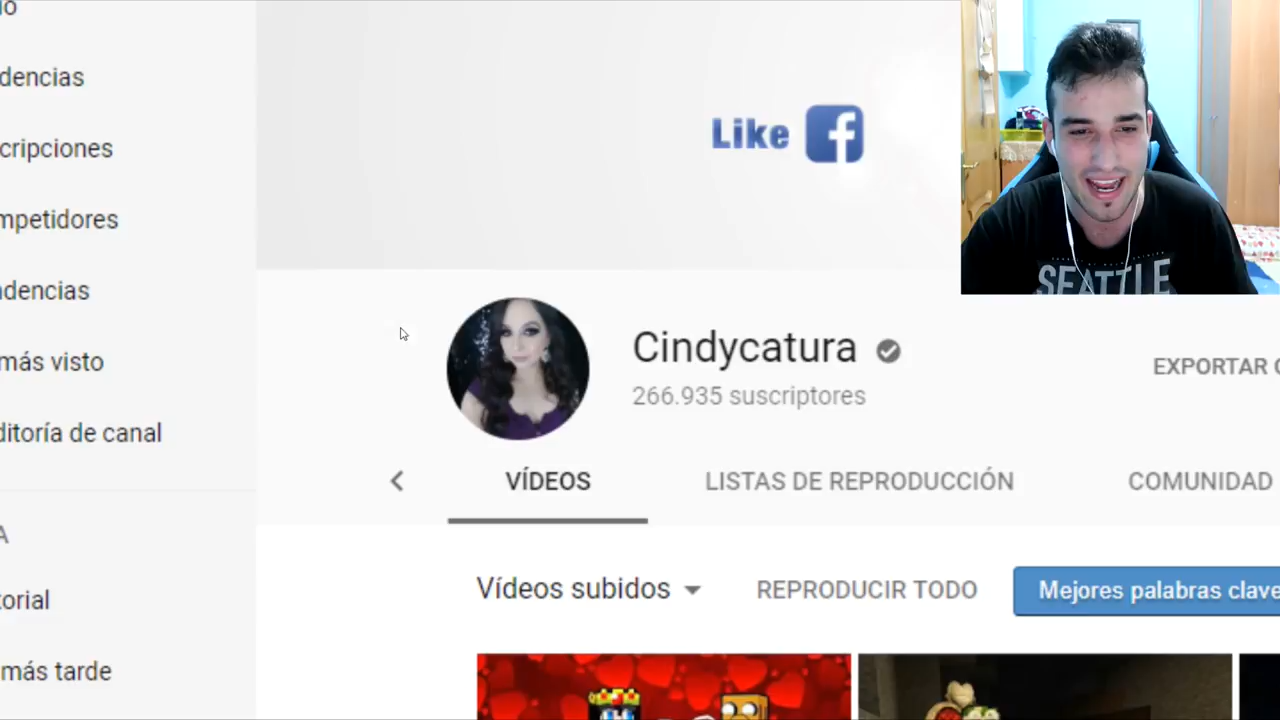 o
dencias
cripciones
mpetidores
ndencias
más visto
ditoría de canal
A
orial
más tarde
Like f
SEATTLE
Cindycatura
266.935 suscriptores
EXPORTAR C
VÍDEOS
LISTAS DE REPRODUCCIÓN
COMUNIDAD
Vídeos subidos
REPRODUCIR TODO
Mejores palabras clave